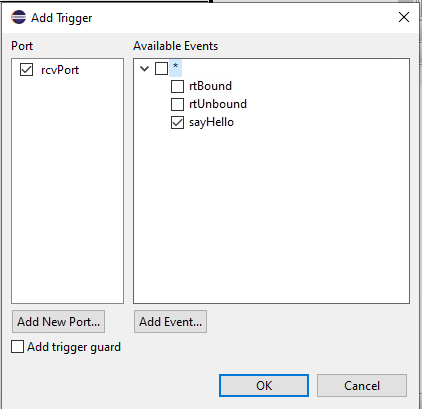 Add Trigger
Port
Available Events
rcvPort
*
rtBound
rtUnbound
sayHello
Add New Port...
Add Event...
Add trigger guard
OK
Cancel